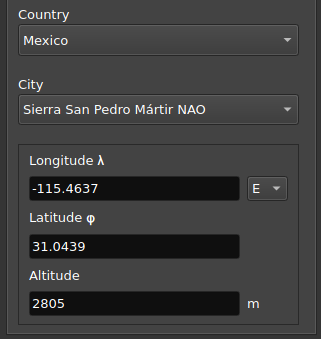 Country
Mexico
City
Sierra San Pedro Mártir NAO
Longitude λ
-115.4637 E
Latitude φ
31.0439
Altitude
2805 m